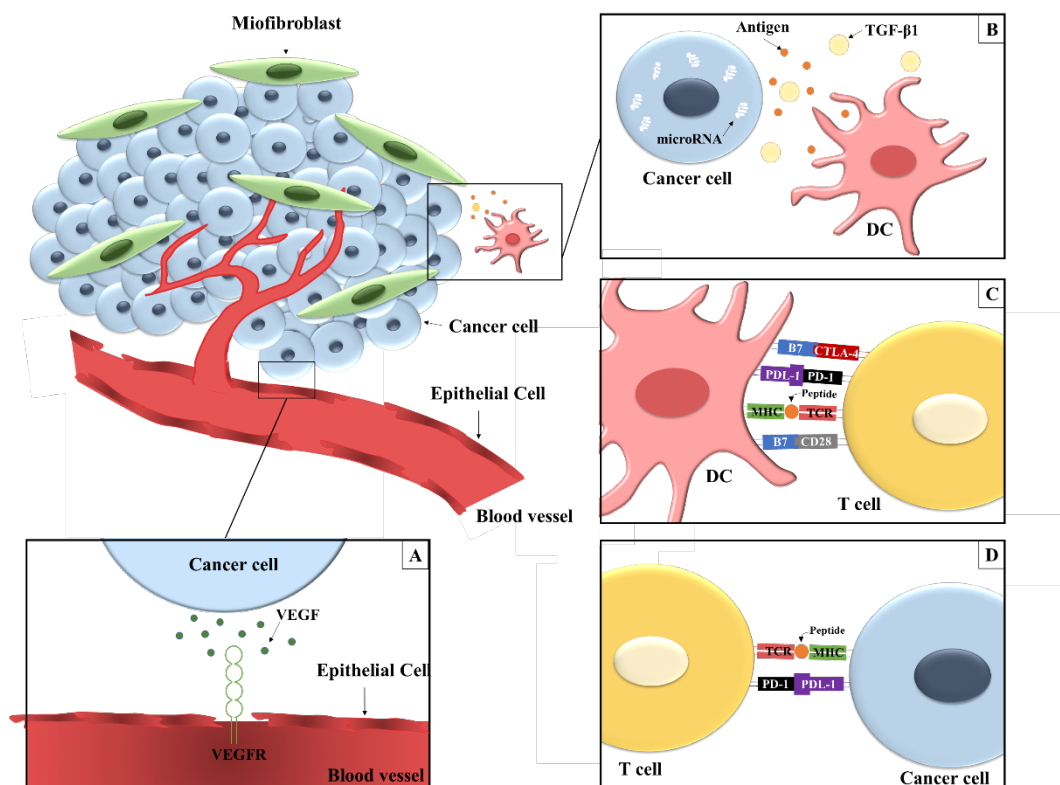 Miofibroblast
Cancer cell
Epithelial Cell
Blood vessel
A
Cancer cell
VEGF
Epithelial Cell
VEGFR
Blood vessel
B
Antigen
TGF-β1
microRNA
Cancer cell
DC
C
B7 CTLA-4
PDL-1 PD-1
Peptide
MHC TCR
B7 CD28
DC
T cell
D
Peptide
TCR MHC
PD-1 PDL-1
T cell
Cancer cell